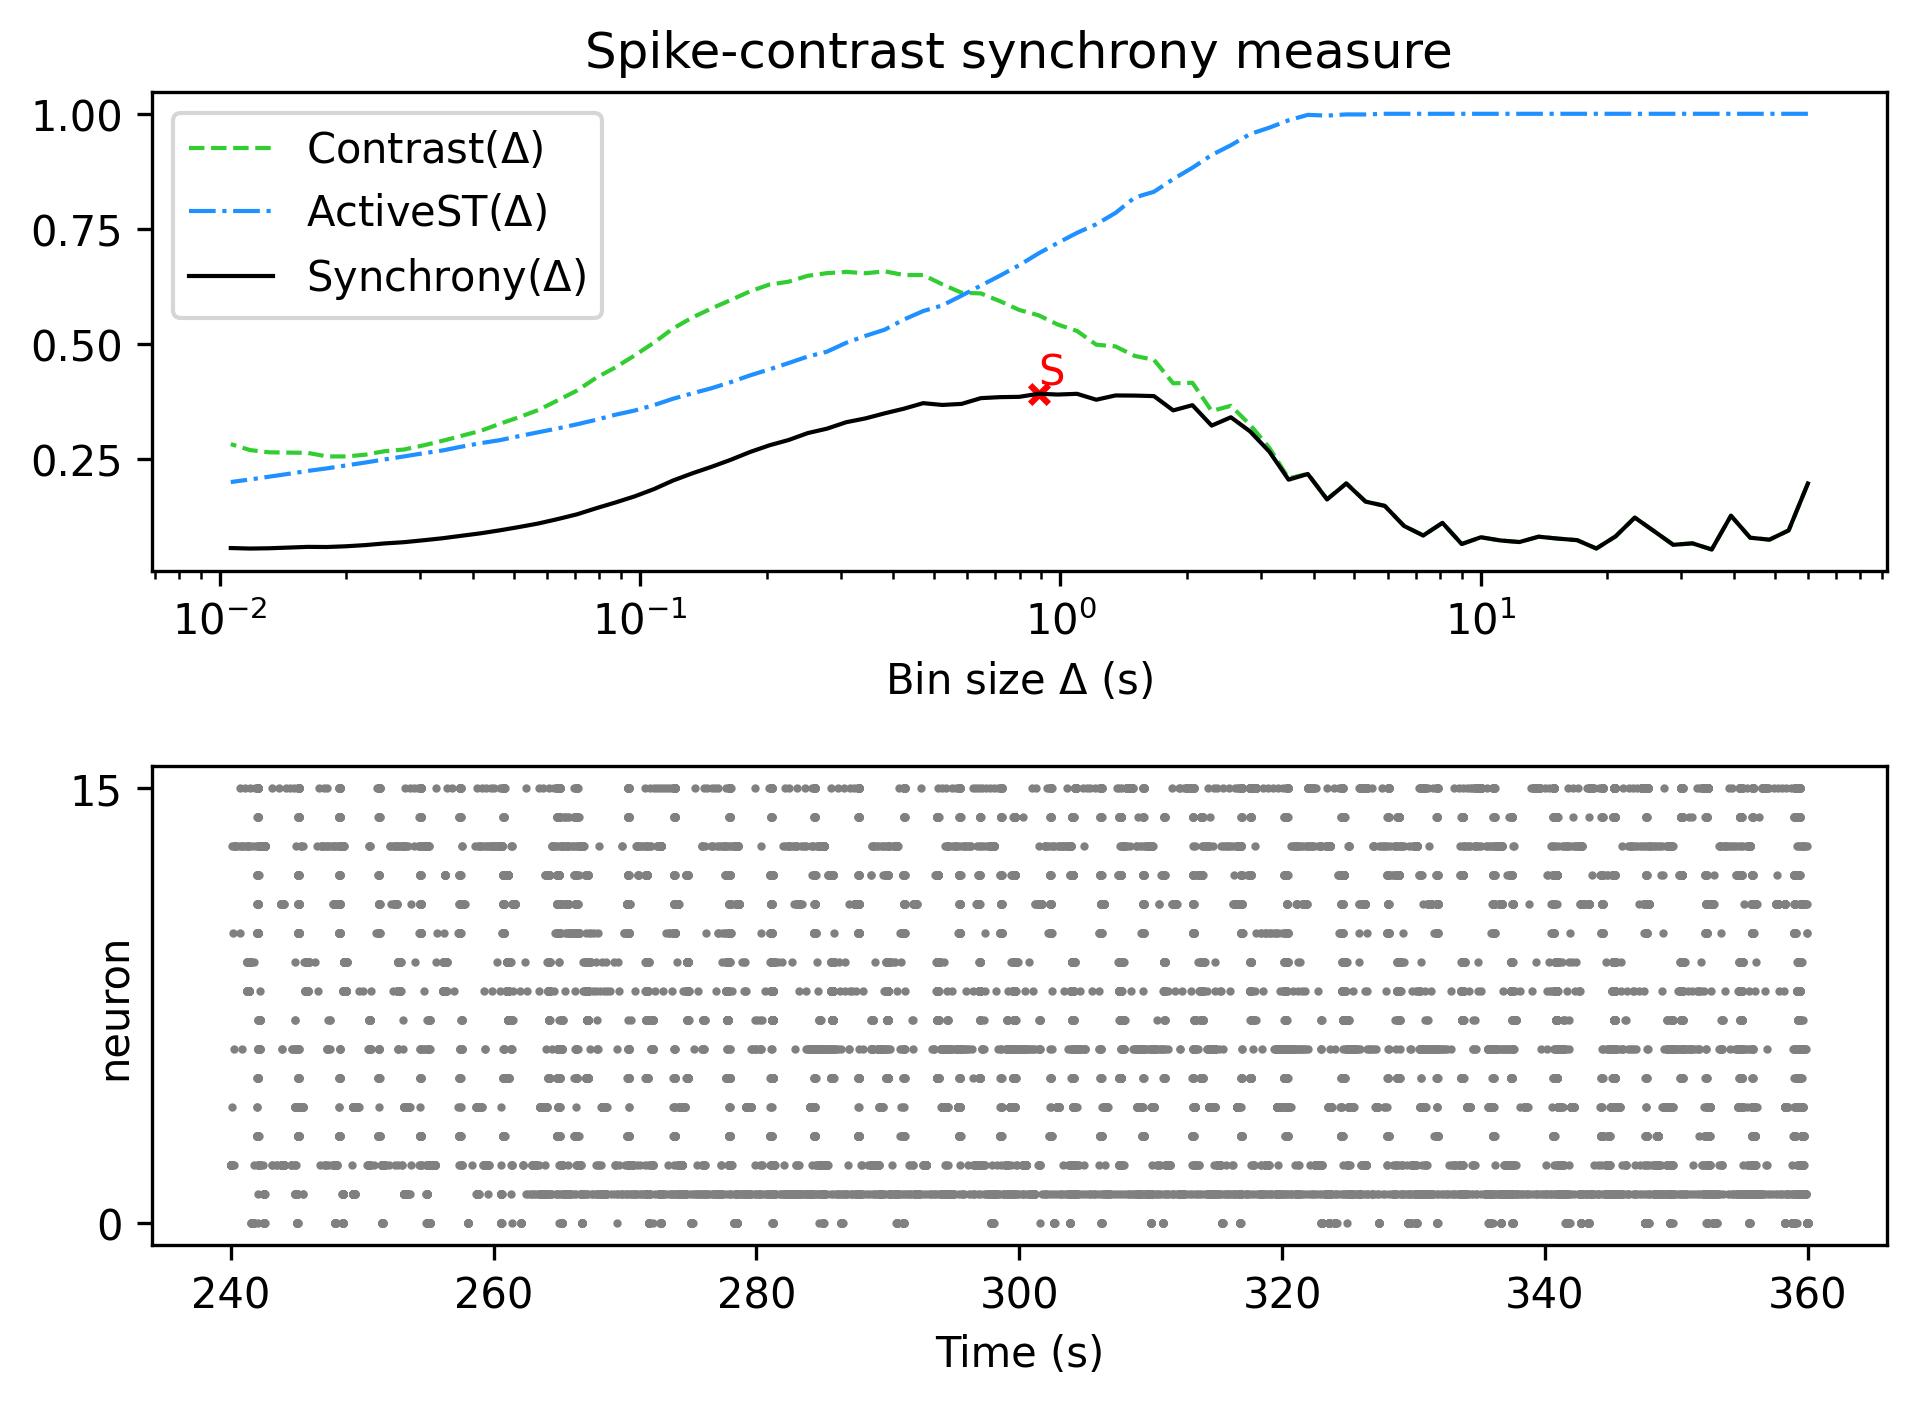 Spike-contrast synchrony measure
1.00
0.75
0.50
0.25
Contrast(Δ)
ActiveST(Δ)
Synchrony(Δ)
S
10⁻² 10⁻¹ 10⁰ 10¹
Bin size Δ (s)
15
0
neuron
240 260 280 300 320 340 360
Time (s)